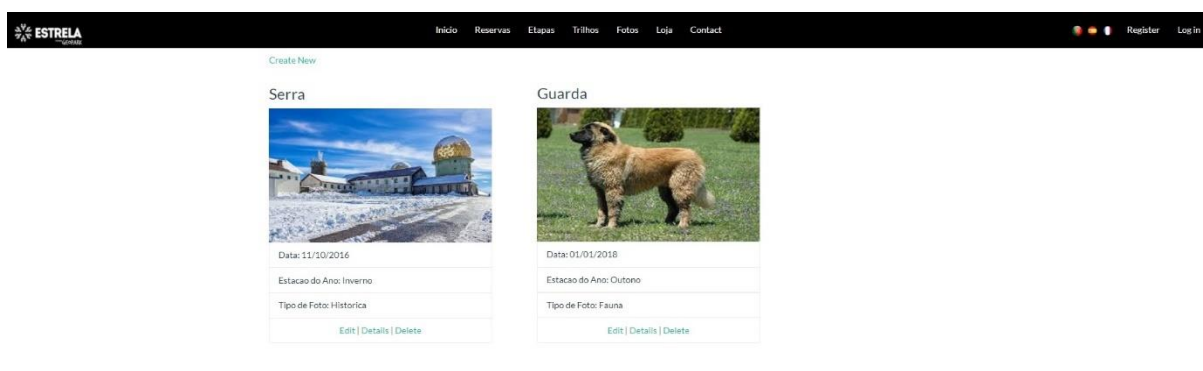 ESTRELA
GEOPARK
Início Reservas Etapas Trilhos Fotos Loja Contact
Register Log in
Create New
Serra
Guarda
Data: 11/10/2016
Estacao do Ano: Inverno
Tipo de Foto: Historica
Edit | Details | Delete
Data: 01/01/2018
Estacao do Ano: Outono
Tipo de Foto: Fauna
Edit | Details | Delete